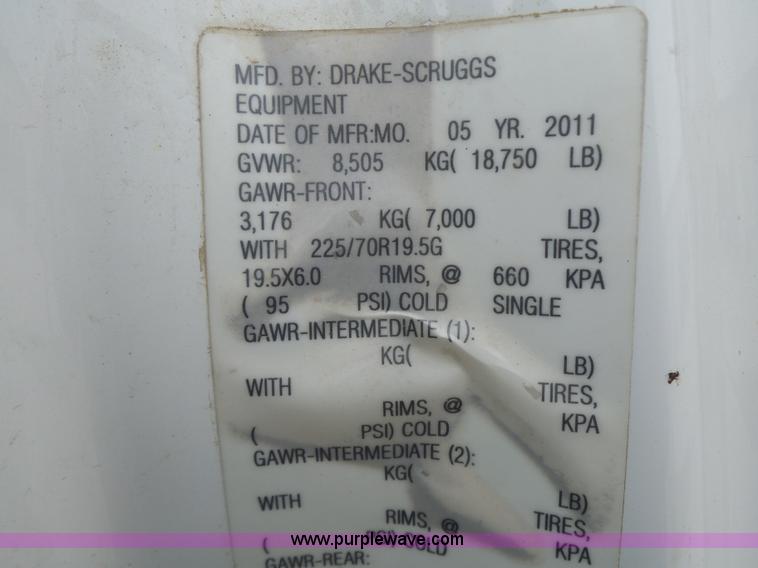 MFD. BY: DRAKE-SCRUGGS
EQUIPMENT
DATE OF MFR:MO. 05 YR. 2011
GVWR: 8,505 KG( 18,750 LB)
GAWR-FRONT:
3,176 KG( 7,000 LB)
WITH 225/70R19.5G TIRES,
19.5X6.0 RIMS, @ 660 KPA
( 95 PSI) COLD SINGLE
GAWR-INTERMEDIATE (1):
KG( LB)
WITH TIRES,
RIMS, @ KPA
( PSI) COLD
GAWR-INTERMEDIATE (2):
KG( LB)
WITH TIRES,
RIMS, @ KPA
( PSI) COLD
www.purplewave.com
GAWR-REAR: